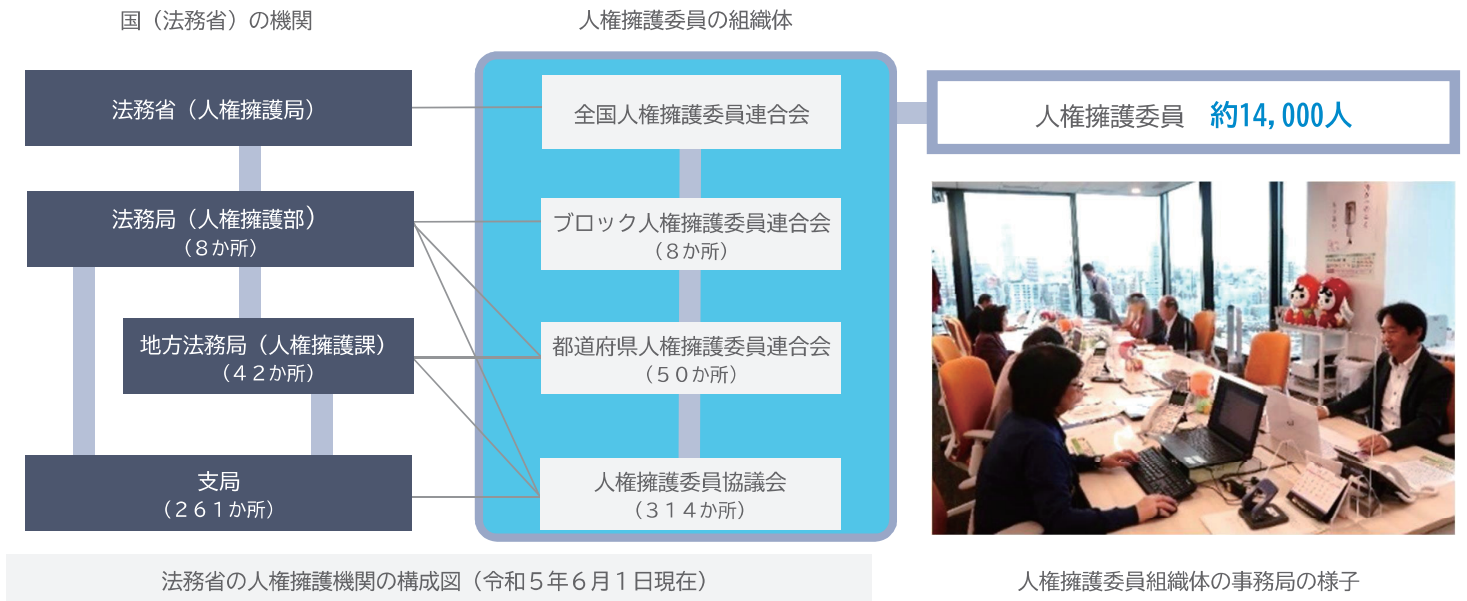 国（法務省）の機関
人権擁護委員の組織体
法務省（人権擁護局）
全国人権擁護委員連合会
人権擁護委員　約14,000人
法務局（人権擁護部）
（8か所）
ブロック人権擁護委員連合会
（8か所）
地方法務局（人権擁護課）
（４２か所）
都道府県人権擁護委員連合会
（５０か所）
支局
（２６１か所）
人権擁護委員協議会
（３１４か所）
法務省の人権擁護機関の構成図（令和５年６月１日現在）
人権擁護委員組織体の事務局の様子